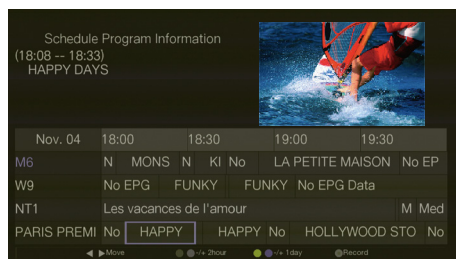 Schedule Program Information
(18:08 -- 18:33)
HAPPY DAYS
Nov. 04 18:00 18:30 19:00 19:30
M6 N MONS N KI No LA PETITE MAISON No EP
W9 No EPG FUNKY FUNKY No EPG Data
NT1 Les vacances de l'amour M Med
PARIS PREMI No HAPPY HAPPY No HOLLYWOOD STO No
Move -/+ 2hour -/+ 1day Record